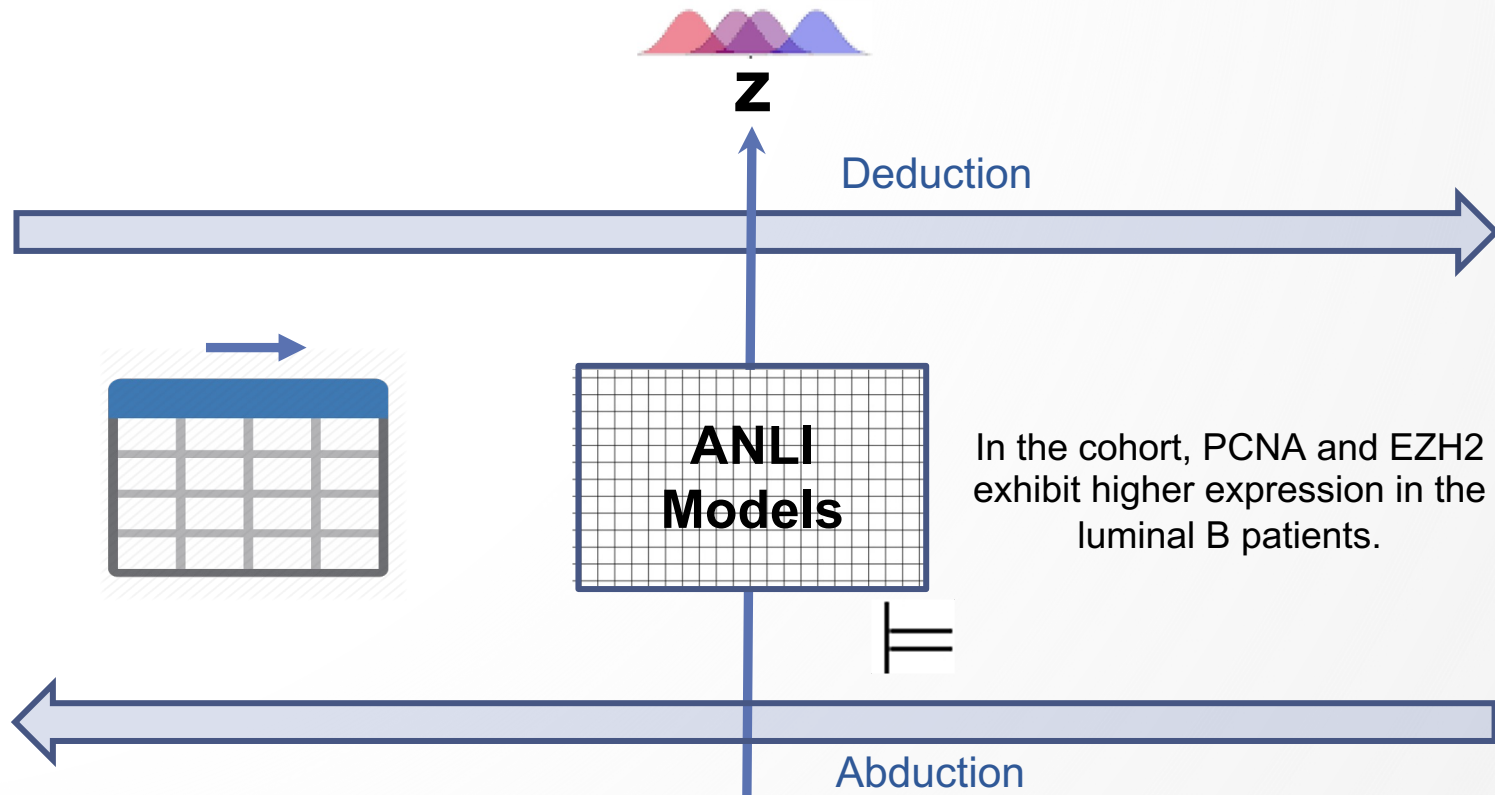 z
Deduction
ANLI
Models
In the cohort, PCNA and EZH2
exhibit higher expression in the
luminal B patients.
⊨
Abduction